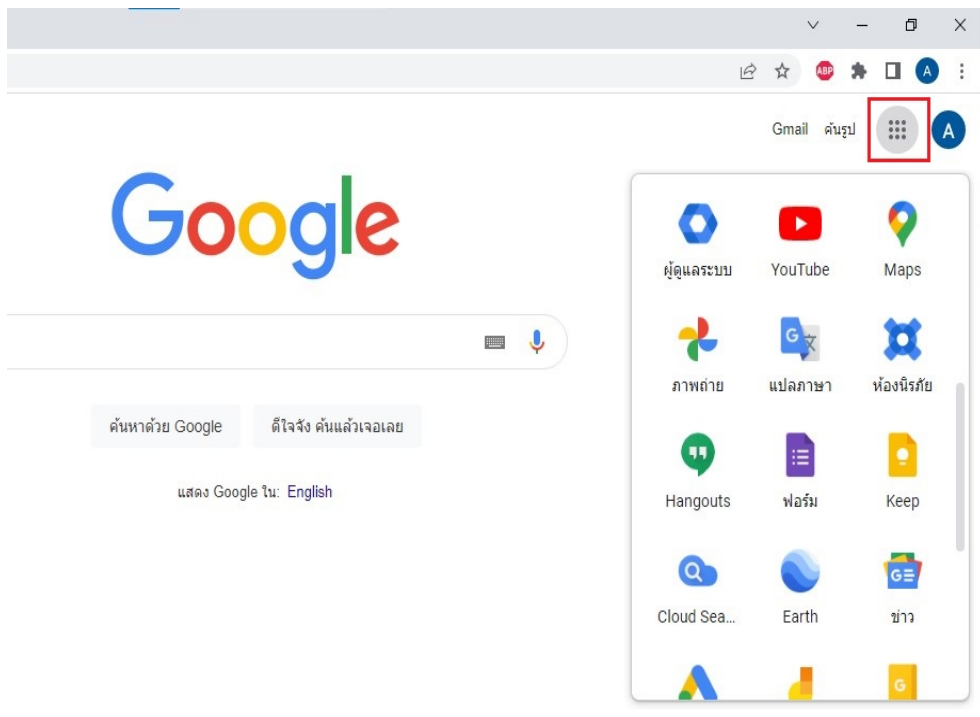 ABP
A
Gmail ค้นรูป
A
Google
ผู้ดูแลระบบ YouTube Maps
G 文
ภาพถ่าย แปลภาษา ห้องนิรภัย
Hangouts ฟอร์ม Keep
ค้นหาด้วย Google ดีใจจัง ค้นแล้วเจอเลย
แสดง Google ใน: English
GE
Cloud Sea... Earth ข่าว
G